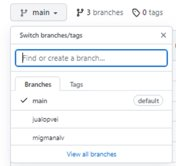 main 3 branches 0 tags
Switch branches/tags
Find or create a branch...
Branches Tags
main default
jualopvei
migmanalv
View all branches